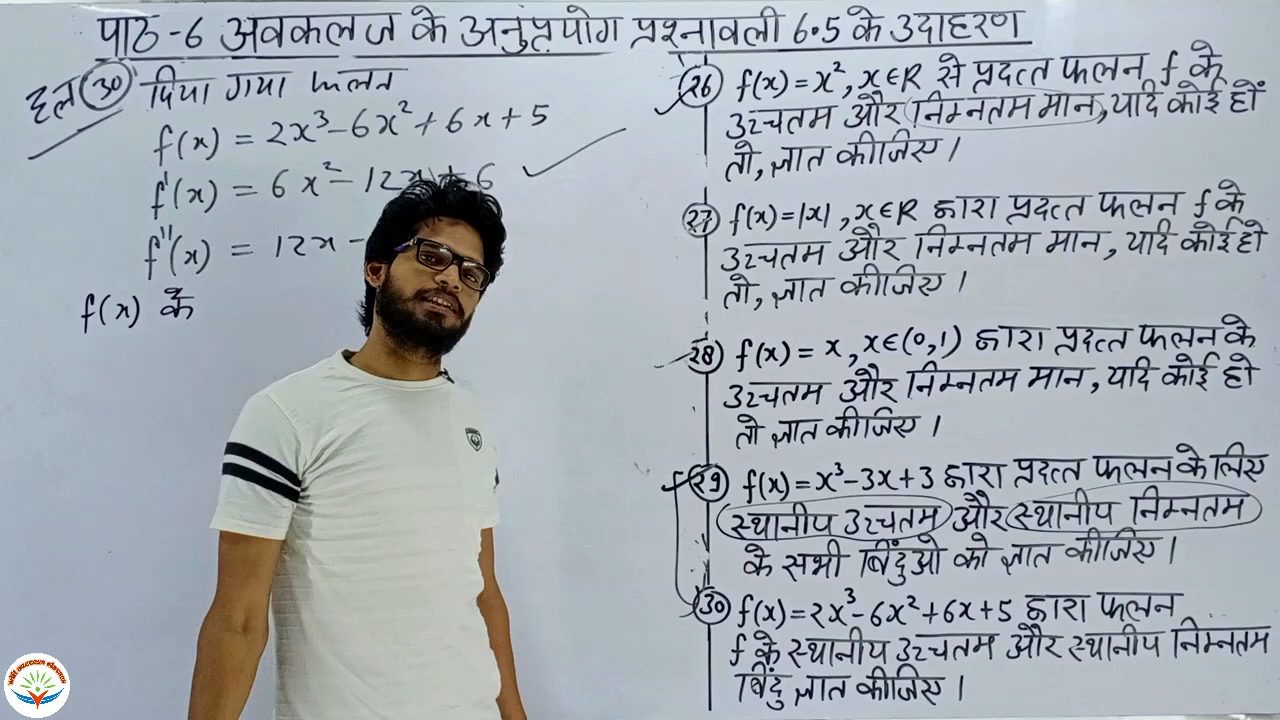 पाठ-6 अवकलज के अनुप्रयोग प्रश्नावली 6.5 के उदाहरण
हल (30) दिया गया फलन
f(x) = 2x³-6x²+6x+5
f'(x) = 6x²-12x+6
f''(x) = 12x -
f(x) के
(26) f(x)=x², x∈R से प्रदत्त फलन f के
उच्चतम और निम्नतम मान, यदि कोई हों
तो, ज्ञात कीजिए।
(27) f(x)=|x|, x∈R द्वारा प्रदत्त फलन f के
उच्चतम और निम्नतम मान, यदि कोई हो
तो, ज्ञात कीजिए।
(28) f(x) = x, x∈(0,1) द्वारा प्रदत्त फलन के
उच्चतम और निम्नतम मान, यदि कोई हो
तो ज्ञात कीजिए।
(29) f(x)=x³-3x+3 द्वारा प्रदत्त फलन के लिए
स्थानीय उच्चतम और स्थानीय निम्नतम
के सभी बिंदुओ को ज्ञात कीजिए।
(30) f(x)=2x³-6x²+6x+5 द्वारा फलन
f के स्थानीय उच्चतम और स्थानीय निम्नतम
बिंदु ज्ञात कीजिए।